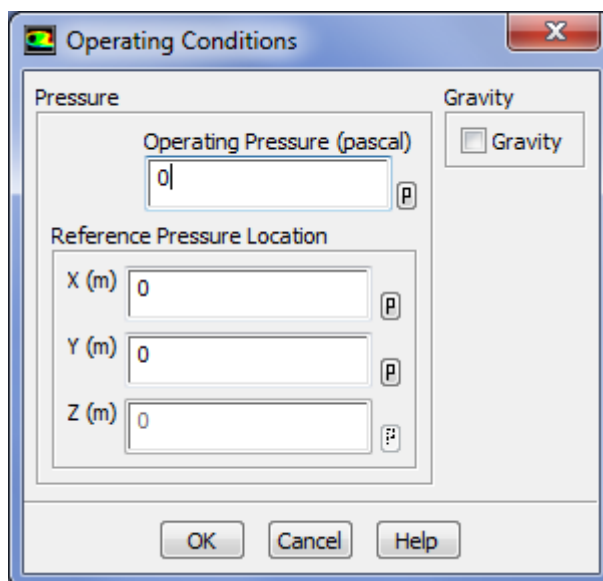 Operating Conditions
Pressure
Operating Pressure (pascal)
0
P
Reference Pressure Location
X (m)
0
P
Y (m)
0
P
Z (m)
0
P
Gravity
Gravity
OK
Cancel
Help